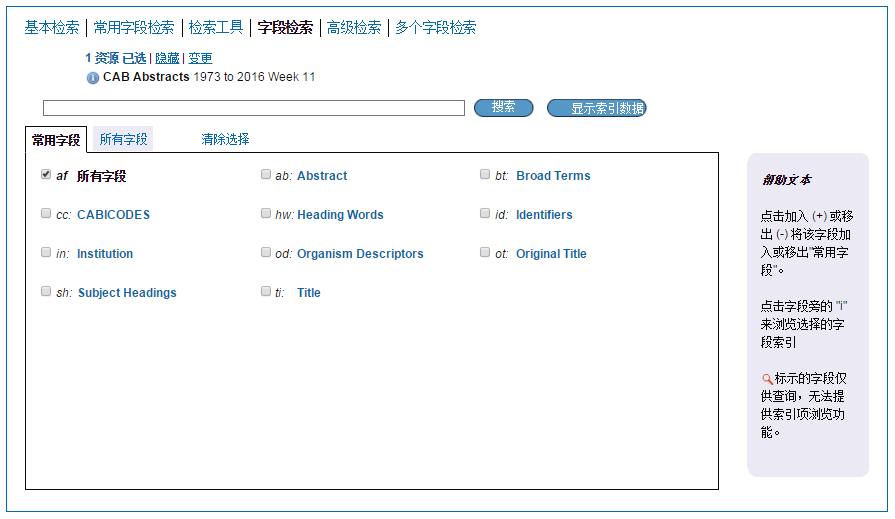 基本检索 | 常用字段检索 | 检索工具 | 字段检索 | 高级检索 | 多个字段检索
1 资源 已选 | 隐藏 | 变更
CAB Abstracts 1973 to 2016 Week 11
搜索 显示索引数据
常用字段 所有字段 清除选择
af 所有字段 ab: Abstract bt: Broad Terms
cc: CABICODES hw: Heading Words id: Identifiers
in: Institution od: Organism Descriptors ot: Original Title
sh: Subject Headings ti: Title
帮助文本
点击加入 (+) 或移
出 (-) 将该字段加
入或移出"常用字
段"。
点击字段旁的 "i"
来浏览选择的字
段索引
标示的字段仅
供查询，无法提
供索引项浏览功
能。